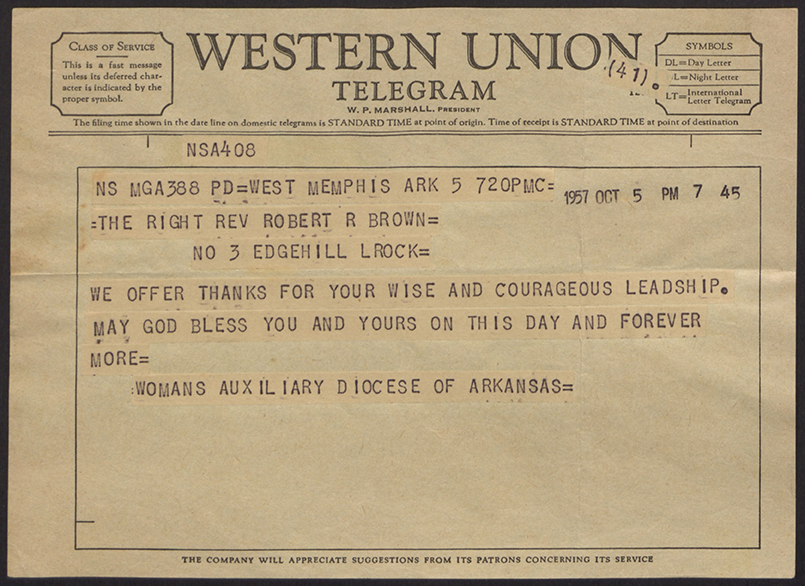 CLASS OF SERVICE
This is a fast message
unless its deferred char-
acter is indicated by the
proper symbol.
WESTERN UNION
TELEGRAM
W. P. MARSHALL, PRESIDENT
(41)
SYMBOLS
DL=Day Letter
L=Night Letter
LT=International
Letter Telegram
The filing time shown in the date line on domestic telegrams is STANDARD TIME at point of origin. Time of receipt is STANDARD TIME at point of destination
NSA408
NS MGA388 PD=WEST MEMPHIS ARK 5 720PMC=
1957 OCT 5 PM 7 45
=THE RIGHT REV ROBERT R BROWN=
NO 3 EDGEHILL LROCK=
WE OFFER THANKS FOR YOUR WISE AND COURAGEOUS LEADSHIP.
MAY GOD BLESS YOU AND YOURS ON THIS DAY AND FOREVER
MORE=
:WOMANS AUXILIARY DIOCESE OF ARKANSAS=
THE COMPANY WILL APPRECIATE SUGGESTIONS FROM ITS PATRONS CONCERNING ITS SERVICE